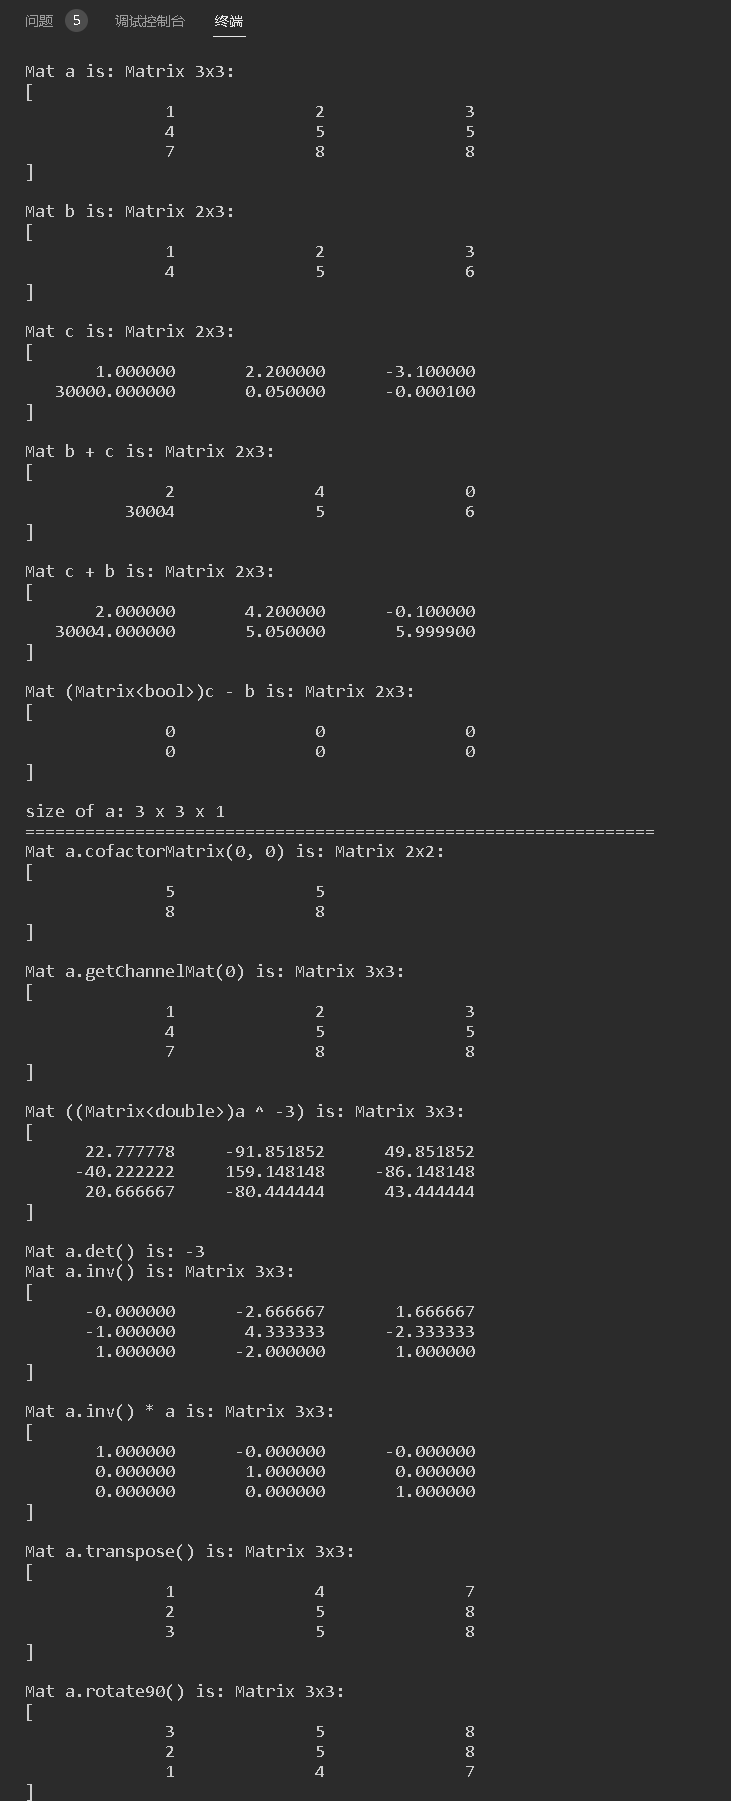 问题 5 调试控制台 终端
Mat a is: Matrix 3x3:
[
1 2 3
4 5 5
7 8 8
]
Mat b is: Matrix 2x3:
[
1 2 3
4 5 6
]
Mat c is: Matrix 2x3:
[
1.000000 2.200000 -3.100000
30000.000000 0.050000 -0.000100
]
Mat b + c is: Matrix 2x3:
[
2 4 0
30004 5 6
]
Mat c + b is: Matrix 2x3:
[
2.000000 4.200000 -0.100000
30004.000000 5.050000 5.999900
]
Mat (Matrix<bool>)c - b is: Matrix 2x3:
[
0 0 0
0 0 0
]
size of a: 3 x 3 x 1
===============================================================
Mat a.cofactorMatrix(0, 0) is: Matrix 2x2:
[
5 5
8 8
]
Mat a.getChannelMat(0) is: Matrix 3x3:
[
1 2 3
4 5 5
7 8 8
]
Mat ((Matrix<double>)a ^ -3) is: Matrix 3x3:
[
22.777778 -91.851852 49.851852
-40.222222 159.148148 -86.148148
20.666667 -80.444444 43.444444
]
Mat a.det() is: -3
Mat a.inv() is: Matrix 3x3:
[
-0.000000 -2.666667 1.666667
-1.000000 4.333333 -2.333333
1.000000 -2.000000 1.000000
]
Mat a.inv() * a is: Matrix 3x3:
[
1.000000 -0.000000 -0.000000
0.000000 1.000000 0.000000
0.000000 0.000000 1.000000
]
Mat a.transpose() is: Matrix 3x3:
[
1 4 7
2 5 8
3 5 8
]
Mat a.rotate90() is: Matrix 3x3:
[
3 5 8
2 5 8
1 4 7
]